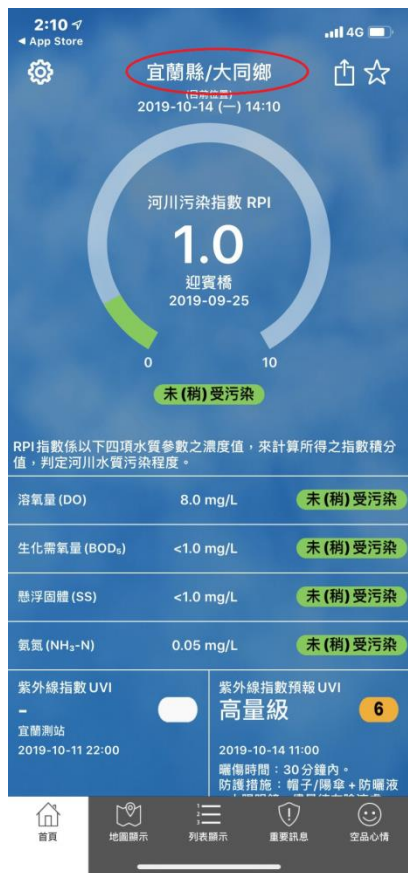 2:10
◀ App Store
4G
宜蘭縣/大同鄉
(目前位置)
2019-10-14 (一) 14:10
河川污染指數 RPI
1.0
迎賓橋
2019-09-25
0
10
未(稍)受污染
RPI指數係以下四項水質參數之濃度值，來計算所得之指數積分
值，判定河川水質污染程度。
溶氧量(DO) 8.0 mg/L 未(稍)受污染
生化需氧量(BOD₅) <1.0 mg/L 未(稍)受污染
懸浮固體(SS) <1.0 mg/L 未(稍)受污染
氨氮(NH₃-N) 0.05 mg/L 未(稍)受污染
紫外線指數UVI
-
宜蘭測站
2019-10-11 22:00
紫外線指數預報UVI
高量級
6
2019-10-14 11:00
曬傷時間：30分鐘內。
防護措施：帽子/陽傘+防曬液
首頁
地圖顯示
1 2 3
列表顯示
重要訊息
空品心情